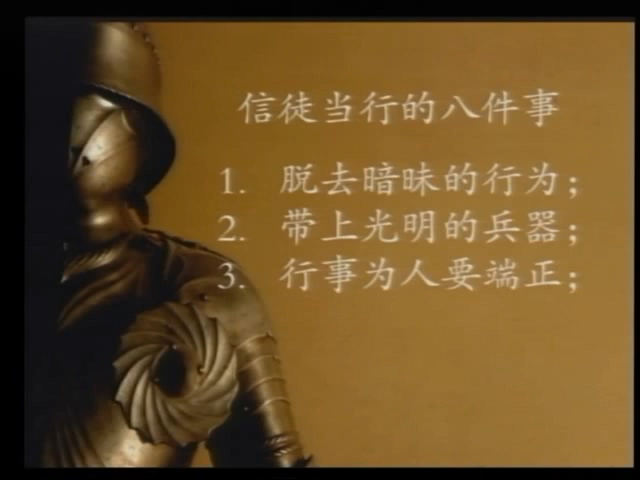 信徒当行的八件事
1. 脱去暗昧的行为;
2. 带上光明的兵器;
3. 行事为人要端正;